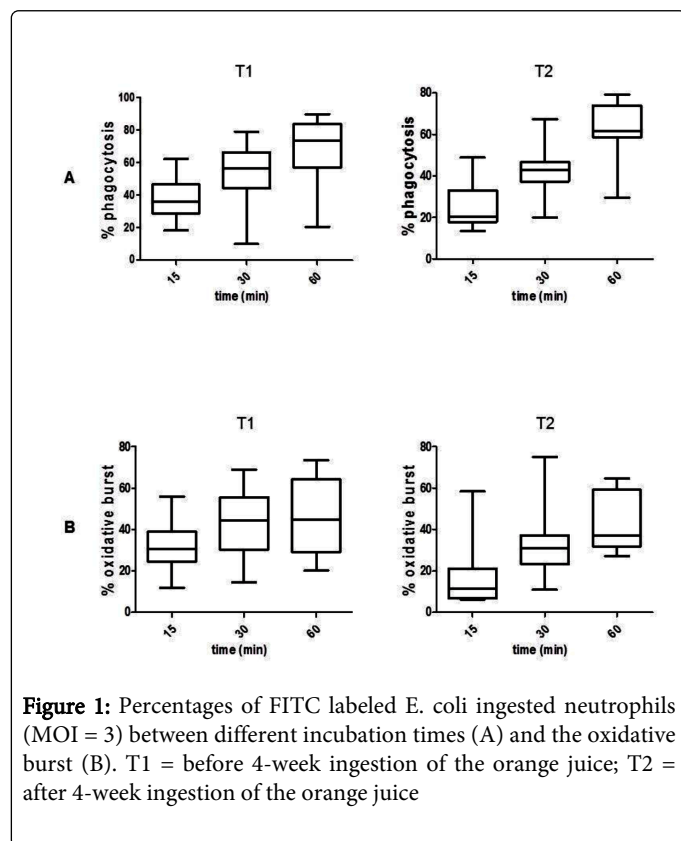 T1
T2
A
% phagocytosis
100
80
60
40
20
0
15
30
60
time (min)
% phagocytosis
80
60
40
20
0
15
30
60
time (min)
T1
T2
B
% oxidative burst
80
60
40
20
0
15
30
60
time (min)
% oxidative burst
80
60
40
20
0
15
30
60
time (min)
Figure 1: Percentages of FITC labeled E. coli ingested neutrophils
(MOI = 3) between different incubation times (A) and the oxidative
burst (B). T1 = before 4-week ingestion of the orange juice; T2 =
after 4-week ingestion of the orange juice